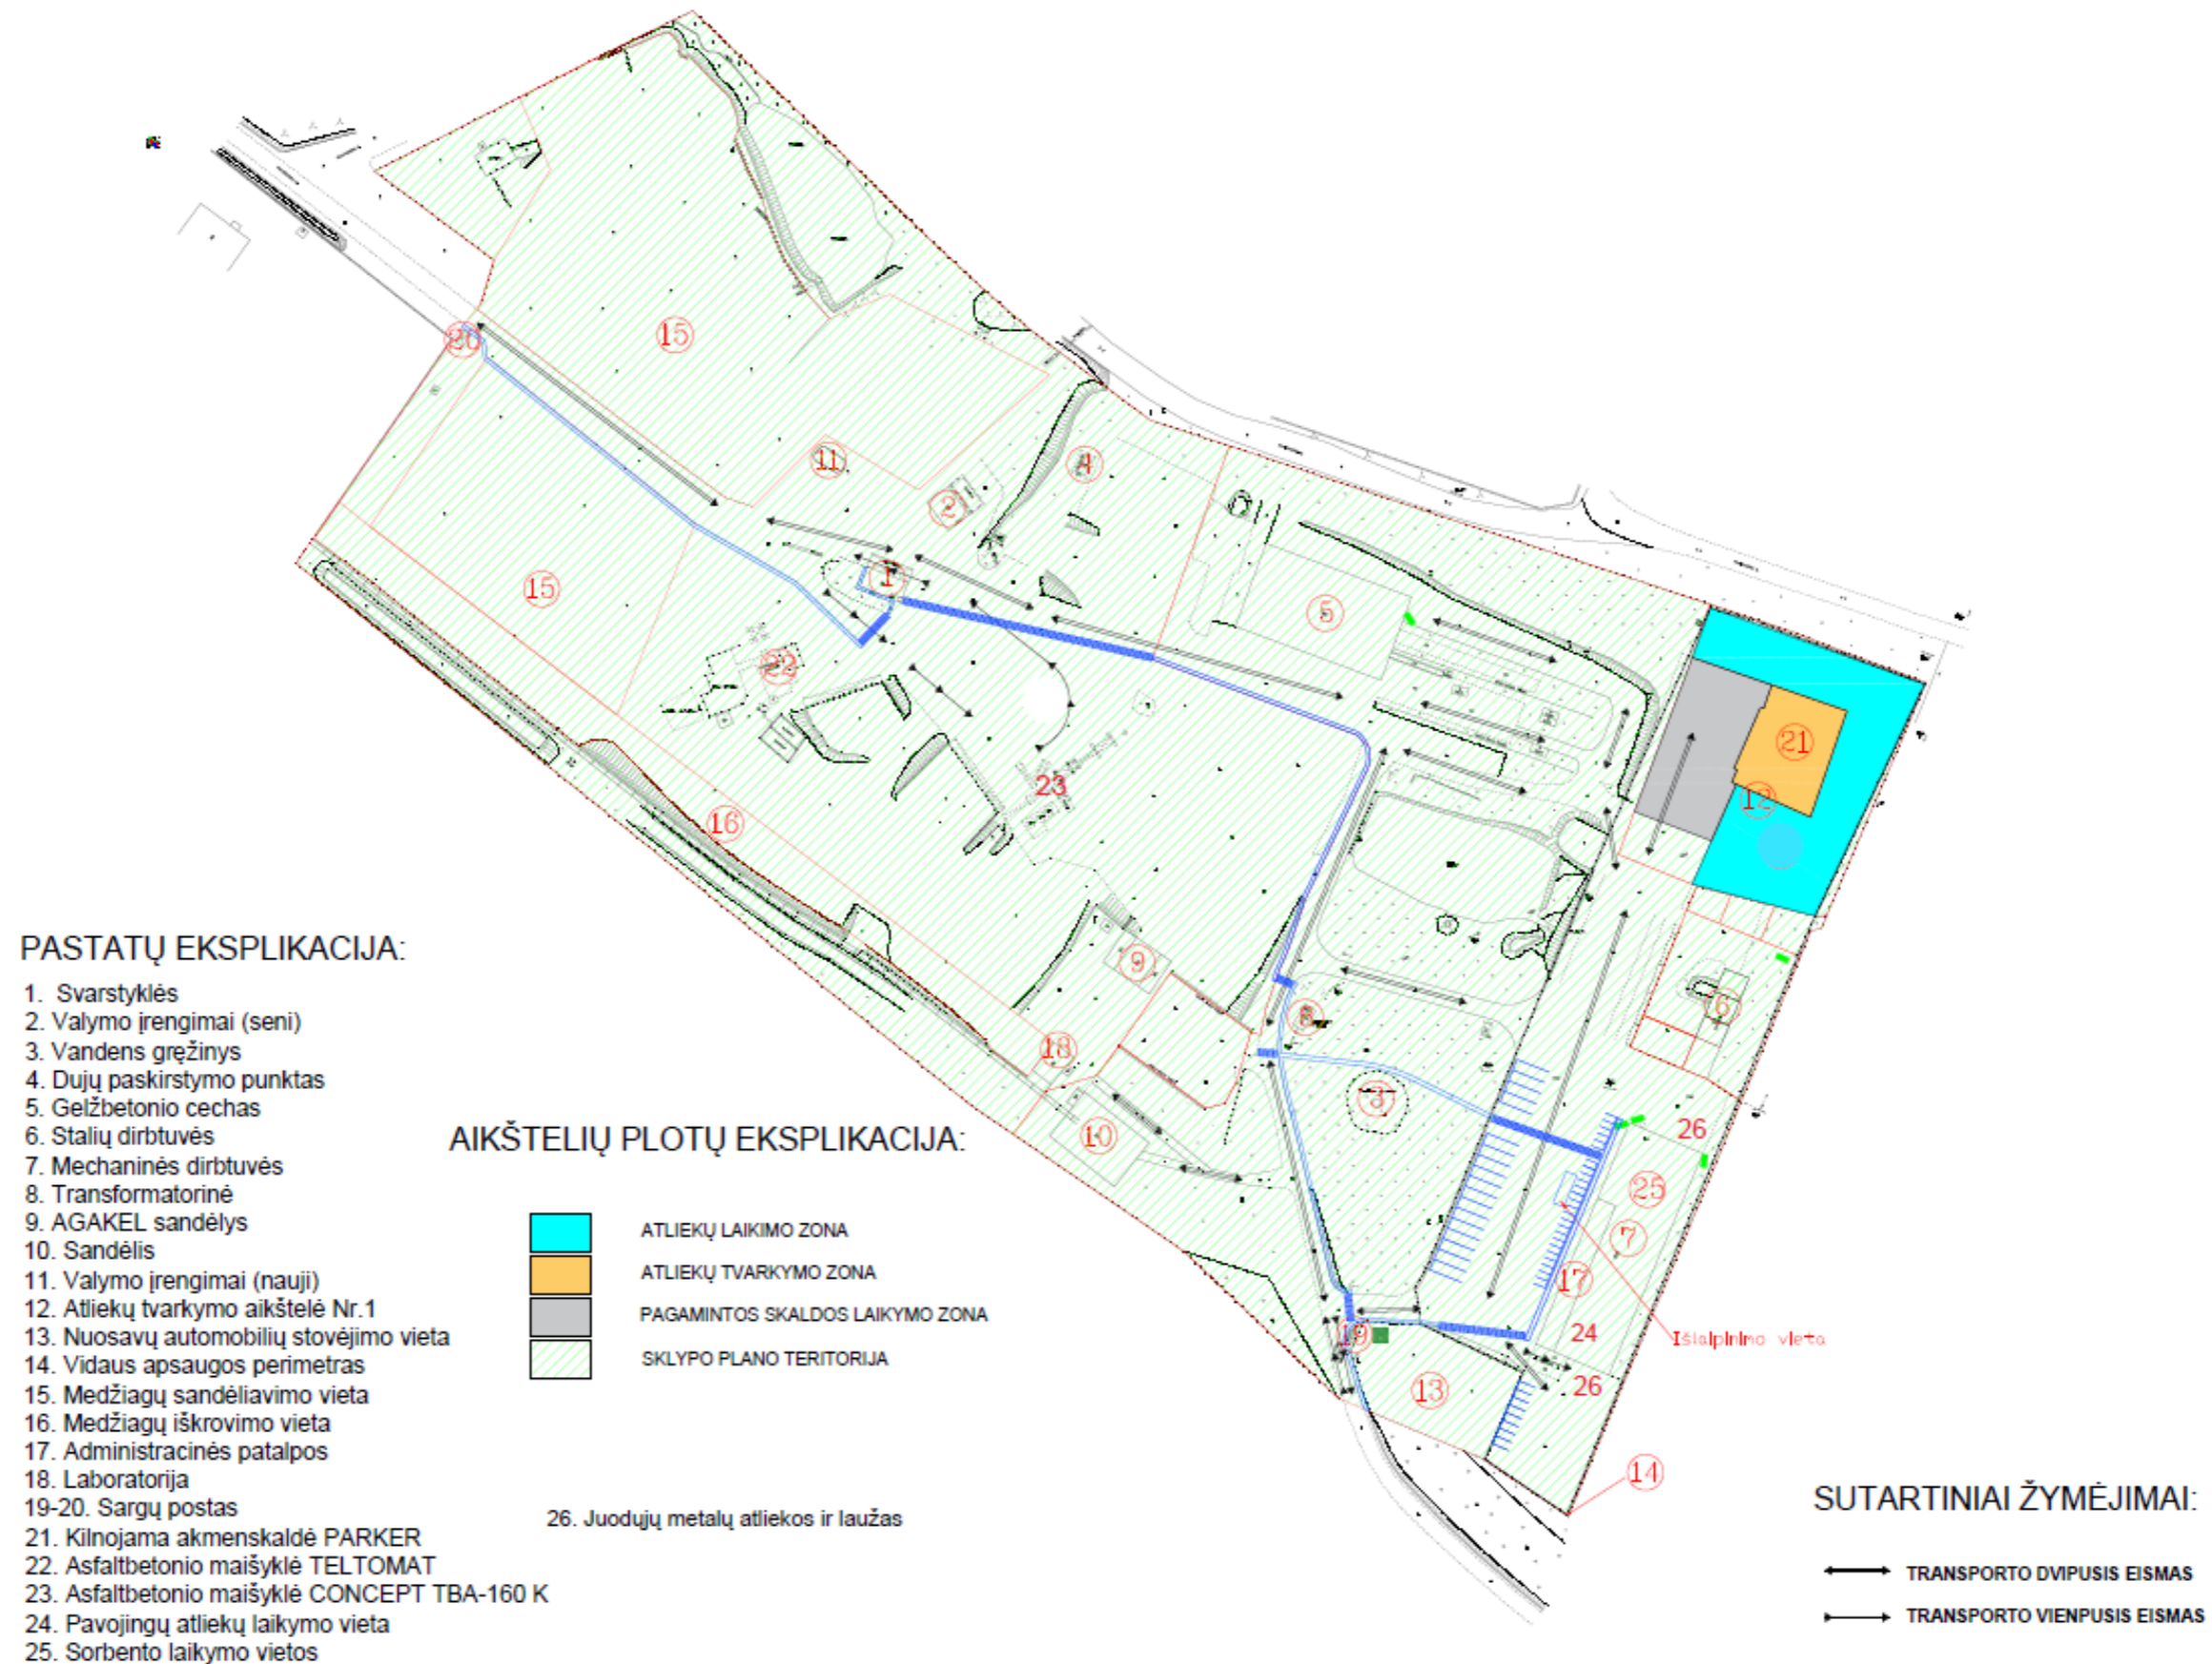 15
20
11
4
2
1
5
15
22
21
12
23
16
9
6
8
18
3
10
26
25
7
17
19
24
Išlaipinimo vieta
26
13
14
PASTATŲ EKSPLIKACIJA:
1. Svarstyklės
2. Valymo įrengimai (seni)
3. Vandens gręžinys
4. Dujų paskirstymo punktas
5. Gelžbetonio cechas
6. Stalių dirbtuvės
7. Mechaninės dirbtuvės
8. Transformatorinė
9. AGAKEL sandėlys
10. Sandėlis
11. Valymo įrengimai (nauji)
12. Atliekų tvarkymo aikštelė Nr.1
13. Nuosavų automobilių stovėjimo vieta
14. Vidaus apsaugos perimetras
15. Medžiagų sandėliavimo vieta
16. Medžiagų iškrovimo vieta
17. Administracinės patalpos
18. Laboratorija
19-20. Sargų postas
21. Kilnojama akmenskaldė PARKER
22. Asfaltbetonio maišyklė TELTOMAT
23. Asfaltbetonio maišyklė CONCEPT TBA-160 K
24. Pavojingų atliekų laikymo vieta
25. Sorbento laikymo vietos
26. Juodųjų metalų atliekos ir laužas
AIKŠTELIŲ PLOTŲ EKSPLIKACIJA:
ATLIEKŲ LAIKIMO ZONA
ATLIEKŲ TVARKYMO ZONA
PAGAMINTOS SKALDOS LAIKYMO ZONA
SKLYPO PLANO TERITORIJA
SUTARTINIAI ŽYMĖJIMAI:
TRANSPORTO DVIPUSIS EISMAS
TRANSPORTO VIENPUSIS EISMAS